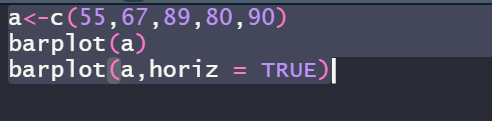 a<-c(55,67,89,80,90)
barplot(a)
barplot(a,horiz = TRUE)